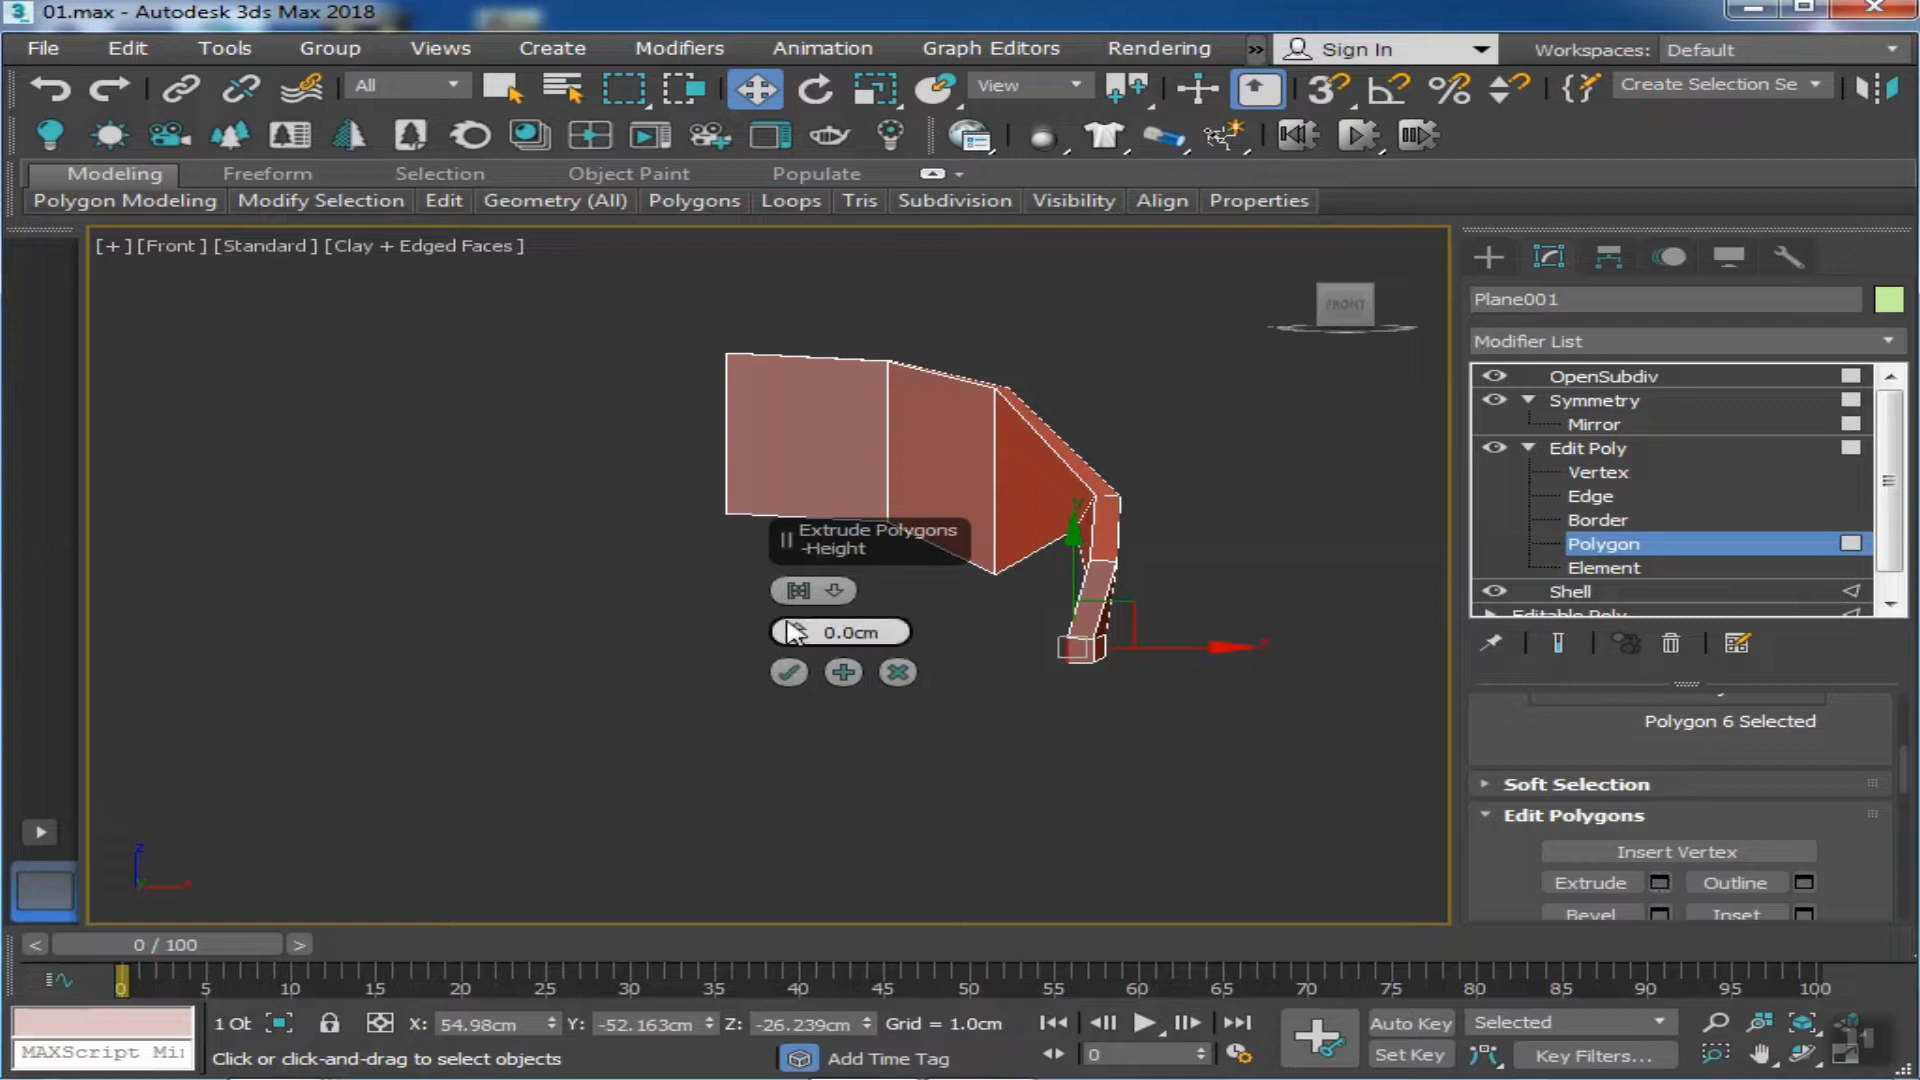 01.max - Autodesk 3ds Max 2018
File Edit Tools Group Views Create Modifiers Animation Graph Editors Rendering >> Sign In Workspaces: Default
All View Create Selection Se
Modeling Freeform Selection Object Paint Populate
Polygon Modeling Modify Selection Edit Geometry (All) Polygons Loops Tris Subdivision Visibility Align Properties
[+] [Front] [Standard] [Clay + Edged Faces]
FRONT
Plane001
Modifier List
OpenSubdiv
Symmetry
Mirror
Edit Poly
Vertex
Edge
Border
Polygon
Element
Shell
Editable Poly
Extrude Polygons
-Height
0.0cm
Polygon 6 Selected
Soft Selection
Edit Polygons
Insert Vertex
Extrude Outline
Bevel Inset
z
x
< 0 / 100 >
0 5 10 15 20 25 30 35 40 45 50 55 60 65 70 75 80 85 90 95 100
1 Ot X: 54.98cm Y: -52.163cm Z: -26.239cm Grid = 1.0cm Auto Key Selected
MAXScript Mi Click or click-and-drag to select objects Add Time Tag 0 Set Key Key Filters...